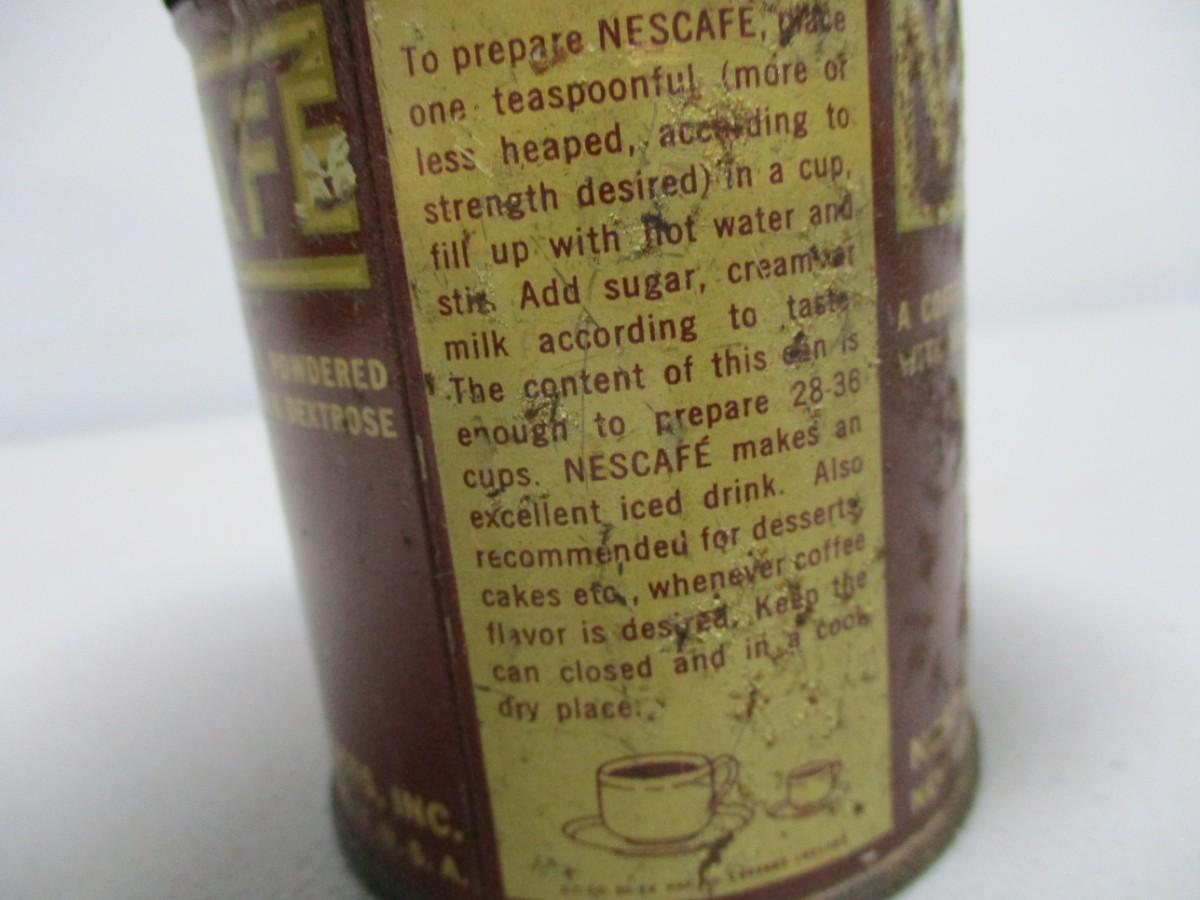 To prepare NESCAFÉ, place
one teaspoonful (more or
less heaped, according to
strength desired) in a cup,
fill up with hot water and
stir. Add sugar, cream or
milk according to taste
The content of this can is
enough to prepare 28-36
cups. NESCAFÉ makes an
excellent iced drink. Also
recommended for desserts,
cakes etc., whenever coffee
flavor is desired. Keep the
can closed and in a cool,
dry place.
AFÉ
POWDERED
DEXTROSE
INC.
U.S.A.
N
A